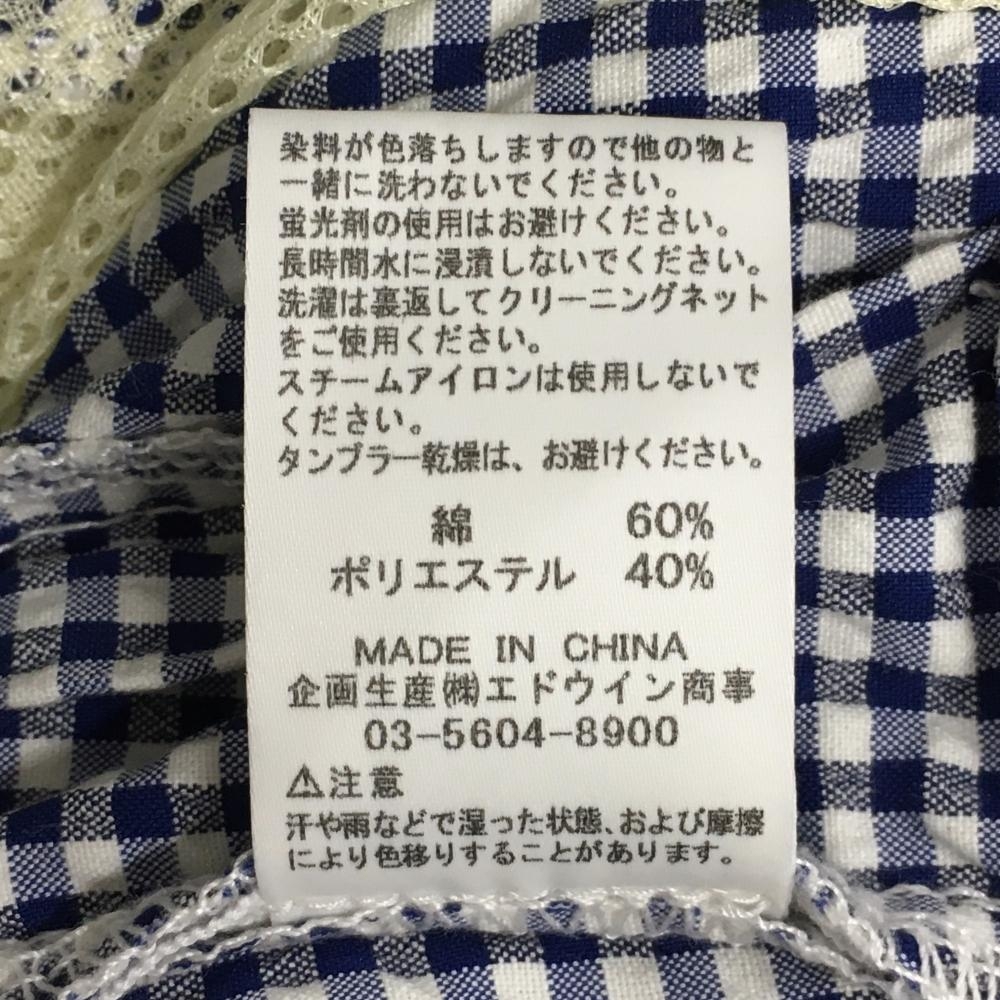 染料が色落ちしますので他の物と
一緒に洗わないでください。
蛍光剤の使用はお避けください。
長時間水に浸漬しないでください。
洗濯は裏返してクリーニングネット
をご使用ください。
スチームアイロンは使用しないで
ください。
タンブラー乾燥は、お避けください。
綿 60%
ポリエステル 40%
MADE IN CHINA
企画生産㈱エドウイン商事
03-5604-8900
⚠注意
汗や雨などで湿った状態、および摩擦
により色移りすることがあります。